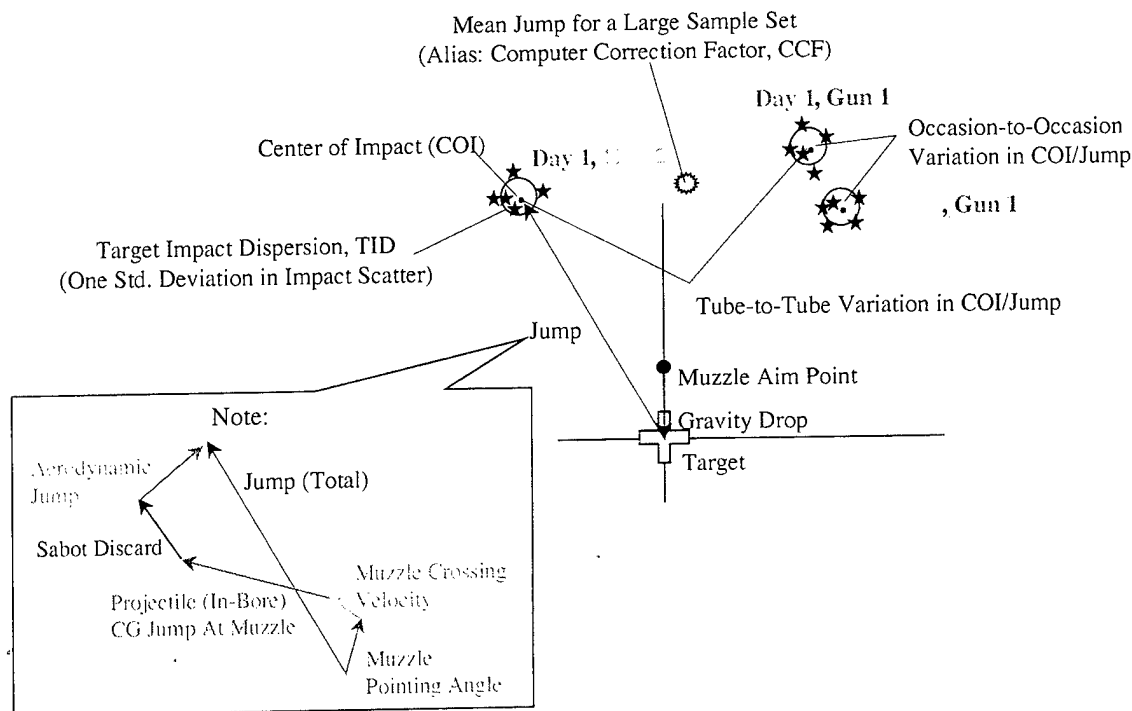 Mean Jump for a Large Sample Set
(Alias: Computer Correction Factor, CCF)
Day 1, Gun 1
Occasion-to-Occasion
Variation in COI/Jump
Center of Impact (COI)
Day 1,
, Gun 1
Target Impact Dispersion, TID
(One Std. Deviation in Impact Scatter)
Tube-to-Tube Variation in COI/Jump
Jump
Muzzle Aim Point
Gravity Drop
Target
Note:
Aerodynamic
Jump
Jump (Total)
Sabot Discard
Muzzle Crossing
Velocity
Projectile (In-Bore)
CG Jump At Muzzle
Muzzle
Pointing Angle